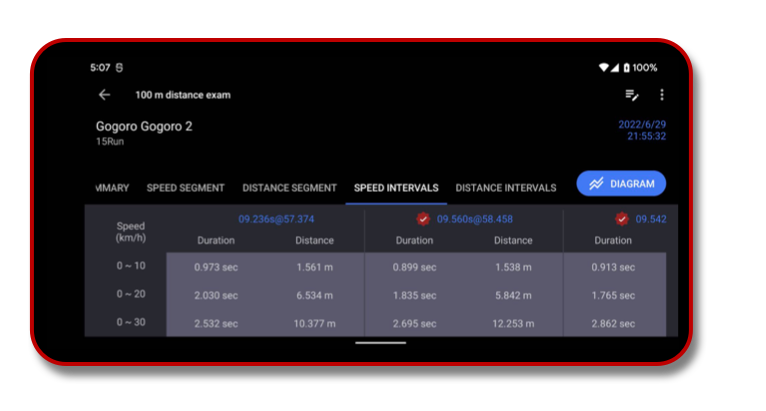 5:07
100%
100 m distance exam
Gogoro Gogoro 2
2022/6/29
15Run
21:55:32
MMARY SPEED SEGMENT DISTANCE SEGMENT SPEED INTERVALS DISTANCE INTERVALS DIAGRAM
Speed (km/h)
09.236s@57.374 09.560s@58.458 09.542
Duration Distance Duration Distance Duration
0 ~ 10 0.973 sec 1.561 m 0.899 sec 1.538 m 0.913 sec
0 ~ 20 2.030 sec 6.534 m 1.835 sec 5.842 m 1.765 sec
0 ~ 30 2.532 sec 10.377 m 2.695 sec 12.253 m 2.862 sec